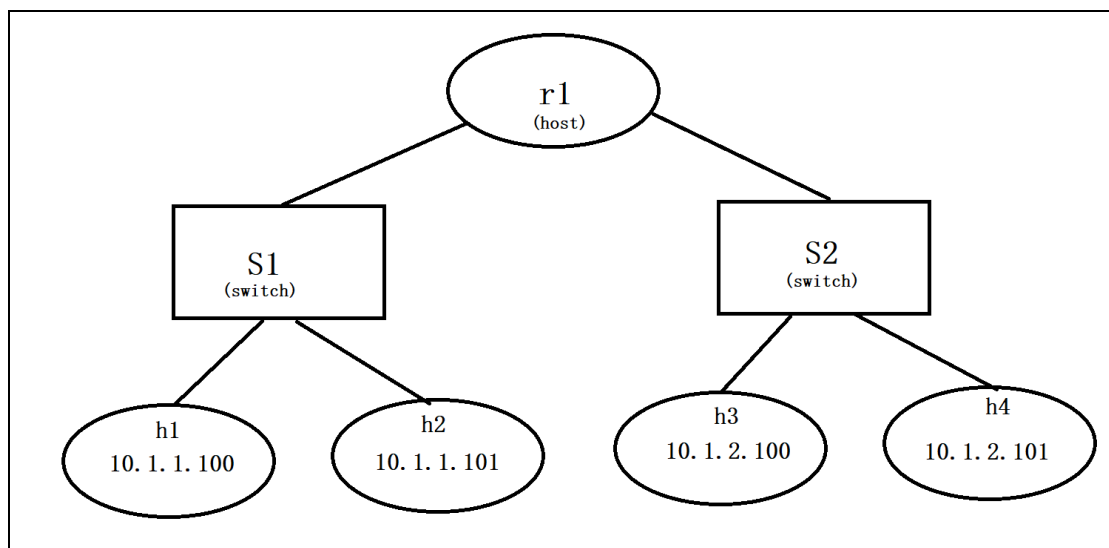 r1
(host)
S1
(switch)
S2
(switch)
h1
10.1.1.100
h2
10.1.1.101
h3
10.1.2.100
h4
10.1.2.101